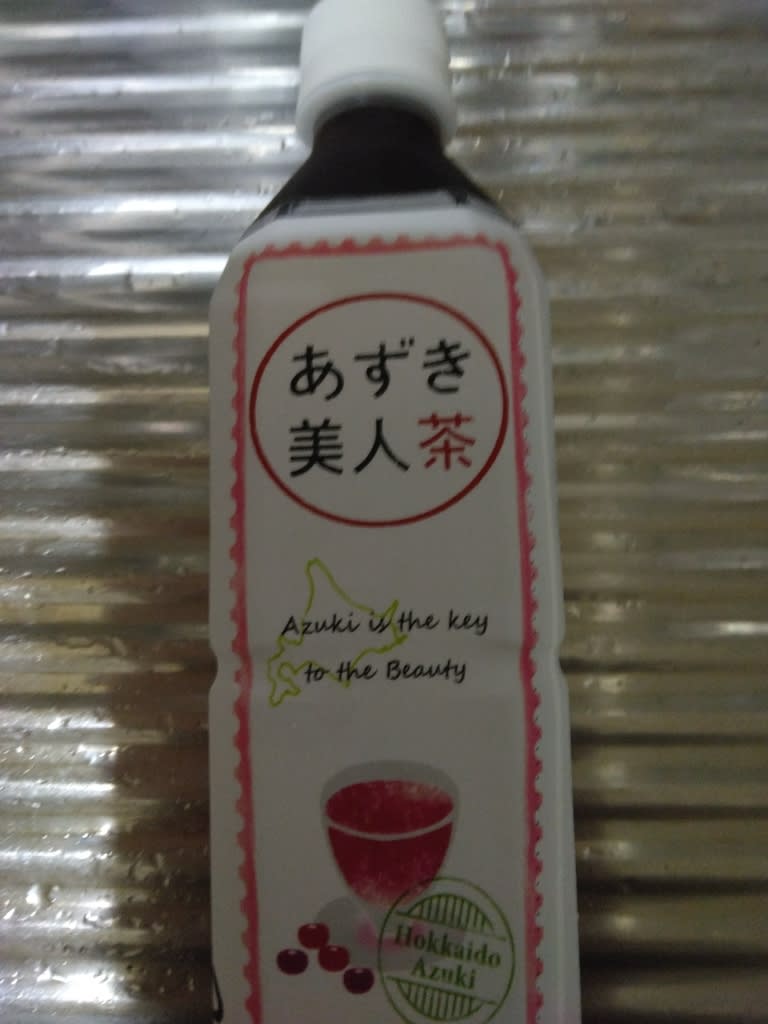 あずき
美人茶
Azuki is the key
to the Beauty
Hokkaido
Azuki